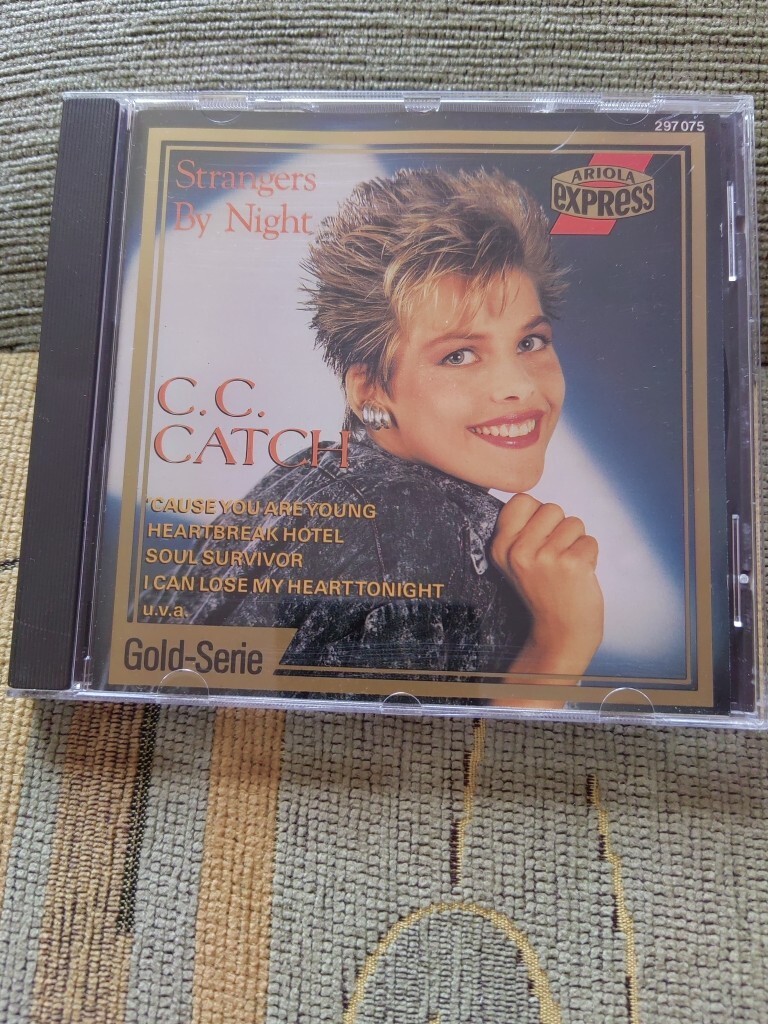 297 075
ARIOLA
EXPRESS
Strangers
By Night
C.C.
CATCH
'CAUSE YOU ARE YOUNG
HEARTBREAK HOTEL
SOUL SURVIVOR
I CAN LOSE MY HEART TONIGHT
u.v.a.
Gold-Serie